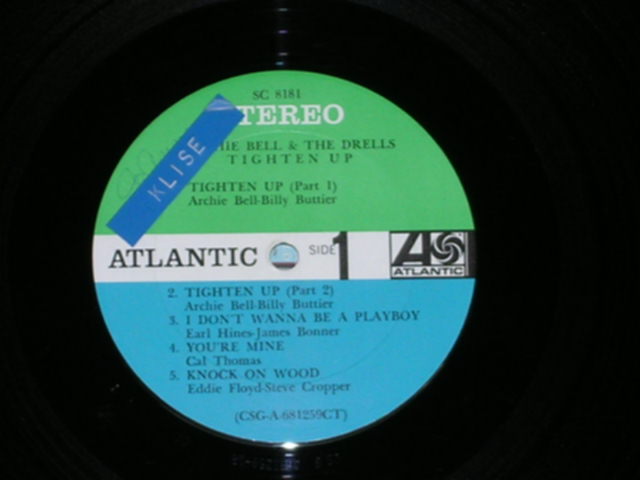 SC 8181
STEREO
KLISE
HIE BELL & THE DRELLS
TIGHTEN UP
TIGHTEN UP (Part 1)
Archie Bell-Billy Buttier
ATLANTIC
SIDE 1
ATLANTIC
2. TIGHTEN UP (Part 2)
Archie Bell-Billy Buttier
3. I DON'T WANNA BE A PLAYBOY
Earl Hines-James Bonner
4. YOU'RE MINE
Cal Thomas
5. KNOCK ON WOOD
Eddie Floyd-Steve Cropper
(CSG-A-681259CT)